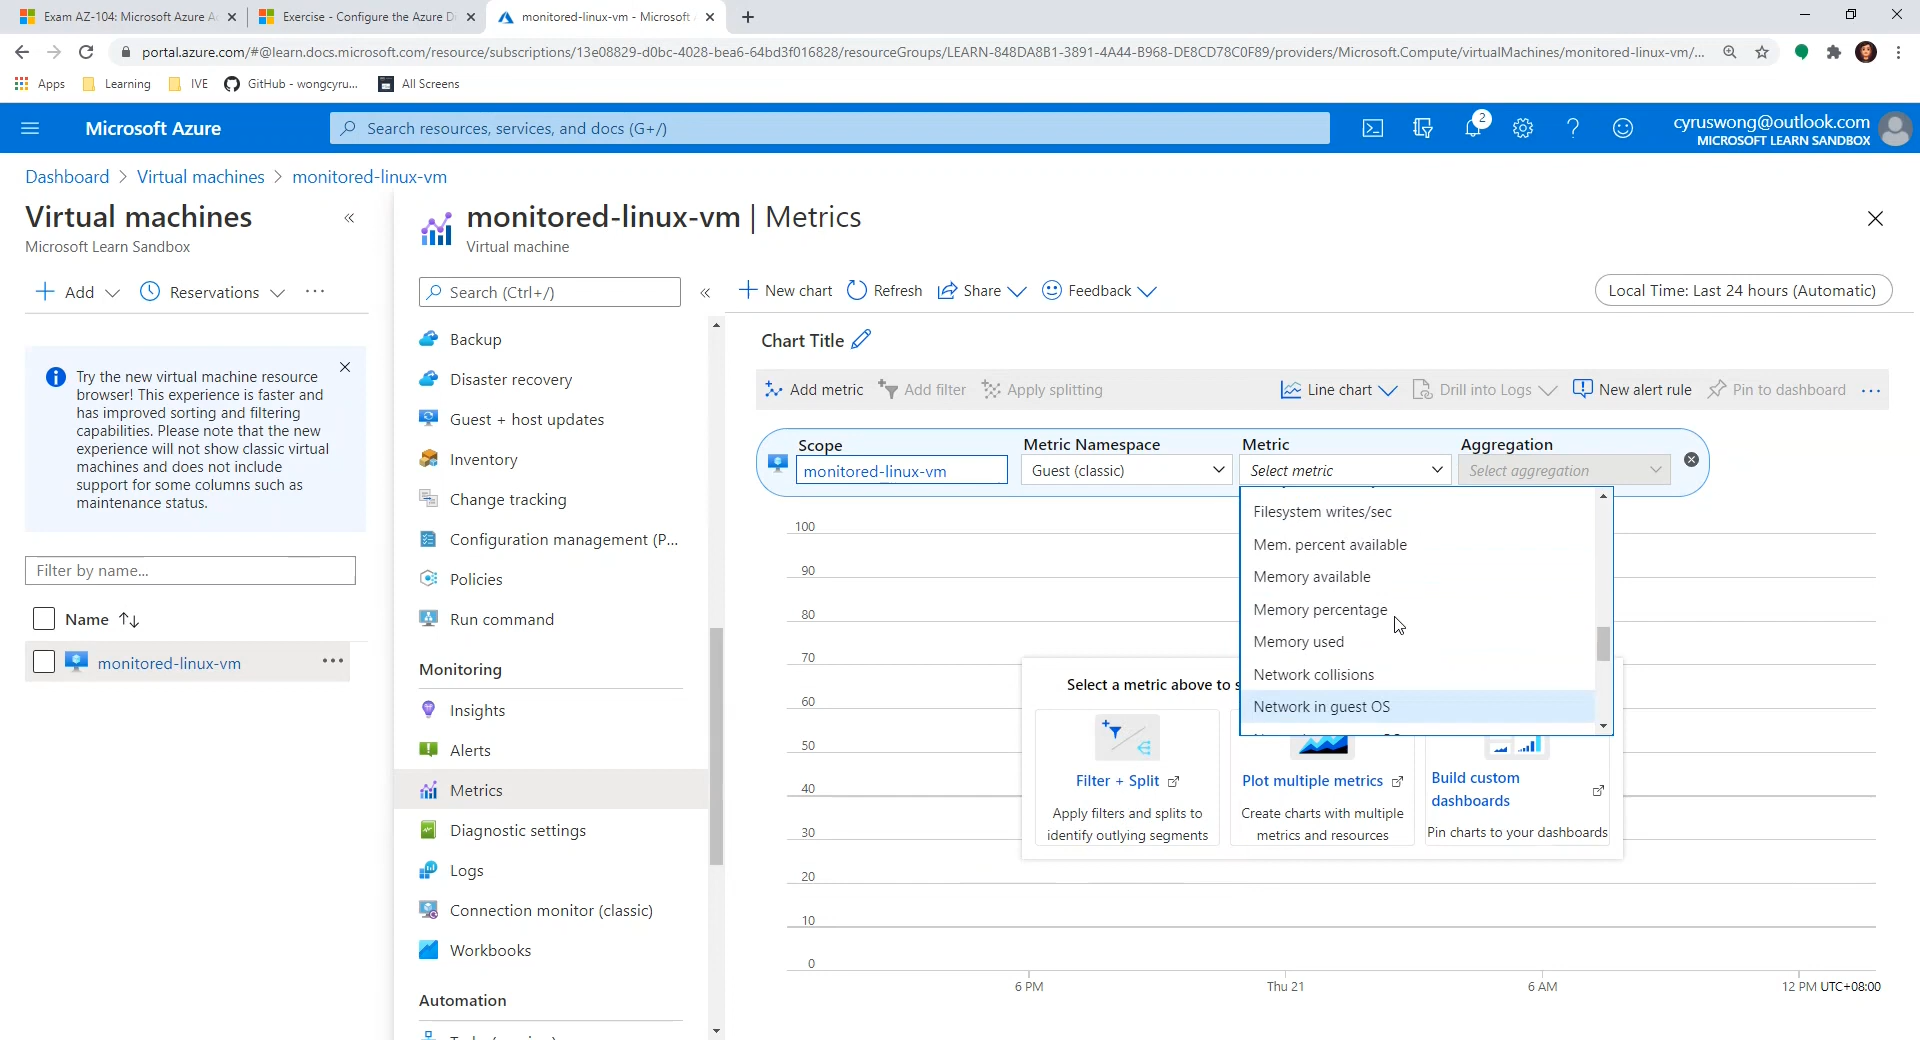 Exam AZ-104: Microsoft Azure A
Exercise - Configure the Azure D
monitored-linux-vm - Microsoft
portal.azure.com/#@learn.docs.microsoft.com/resource/subscriptions/13e08829-d0bc-4028-bea6-64bd3f016828/resourceGroups/LEARN-848DA8B1-3891-4A44-B968-DE8CD78C0F89/providers/Microsoft.Compute/virtualMachines/monitored-linux-vm/...
Apps
Learning
IVE
GitHub - wongcyru...
All Screens
Microsoft Azure
Search resources, services, and docs (G+/)
2
cyruswong@outlook.com
MICROSOFT LEARN SANDBOX
Dashboard > Virtual machines > monitored-linux-vm
Virtual machines
Microsoft Learn Sandbox
Add
Reservations
Try the new virtual machine resource
browser! This experience is faster and
has improved sorting and filtering
capabilities. Please note that the new
experience will not show classic virtual
machines and does not include
support for some columns such as
maintenance status.
Filter by name...
Name
monitored-linux-vm
monitored-linux-vm | Metrics
Virtual machine
Search (Ctrl+/)
Backup
Disaster recovery
Guest + host updates
Inventory
Change tracking
Configuration management (P...
Policies
Run command
Monitoring
Insights
Alerts
Metrics
Diagnostic settings
Logs
Connection monitor (classic)
Workbooks
Automation
New chart
Refresh
Share
Feedback
Local Time: Last 24 hours (Automatic)
Chart Title
Add metric
Add filter
Apply splitting
Line chart
Drill into Logs
New alert rule
Pin to dashboard
Scope
monitored-linux-vm
Metric Namespace
Guest (classic)
Metric
Select metric
Aggregation
Select aggregation
Filesystem writes/sec
Mem. percent available
Memory available
Memory percentage
Memory used
Network collisions
Network in guest OS
Select a metric above to s
Filter + Split
Apply filters and splits to
identify outlying segments
Plot multiple metrics
Create charts with multiple
metrics and resources
Build custom
dashboards
Pin charts to your dashboards
100
90
80
70
60
50
40
30
20
10
0
6 PM
Thu 21
6 AM
12 PM UTC+08:00